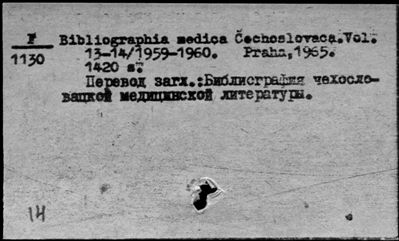 F
1130
Bibliographia medica Čechoslovaca.Vol.
13-14/1959-1960. Praha,1965.
1420 s.
Перевод загл.:Библиография чехосло-
вацкой медицинской литературы.
14